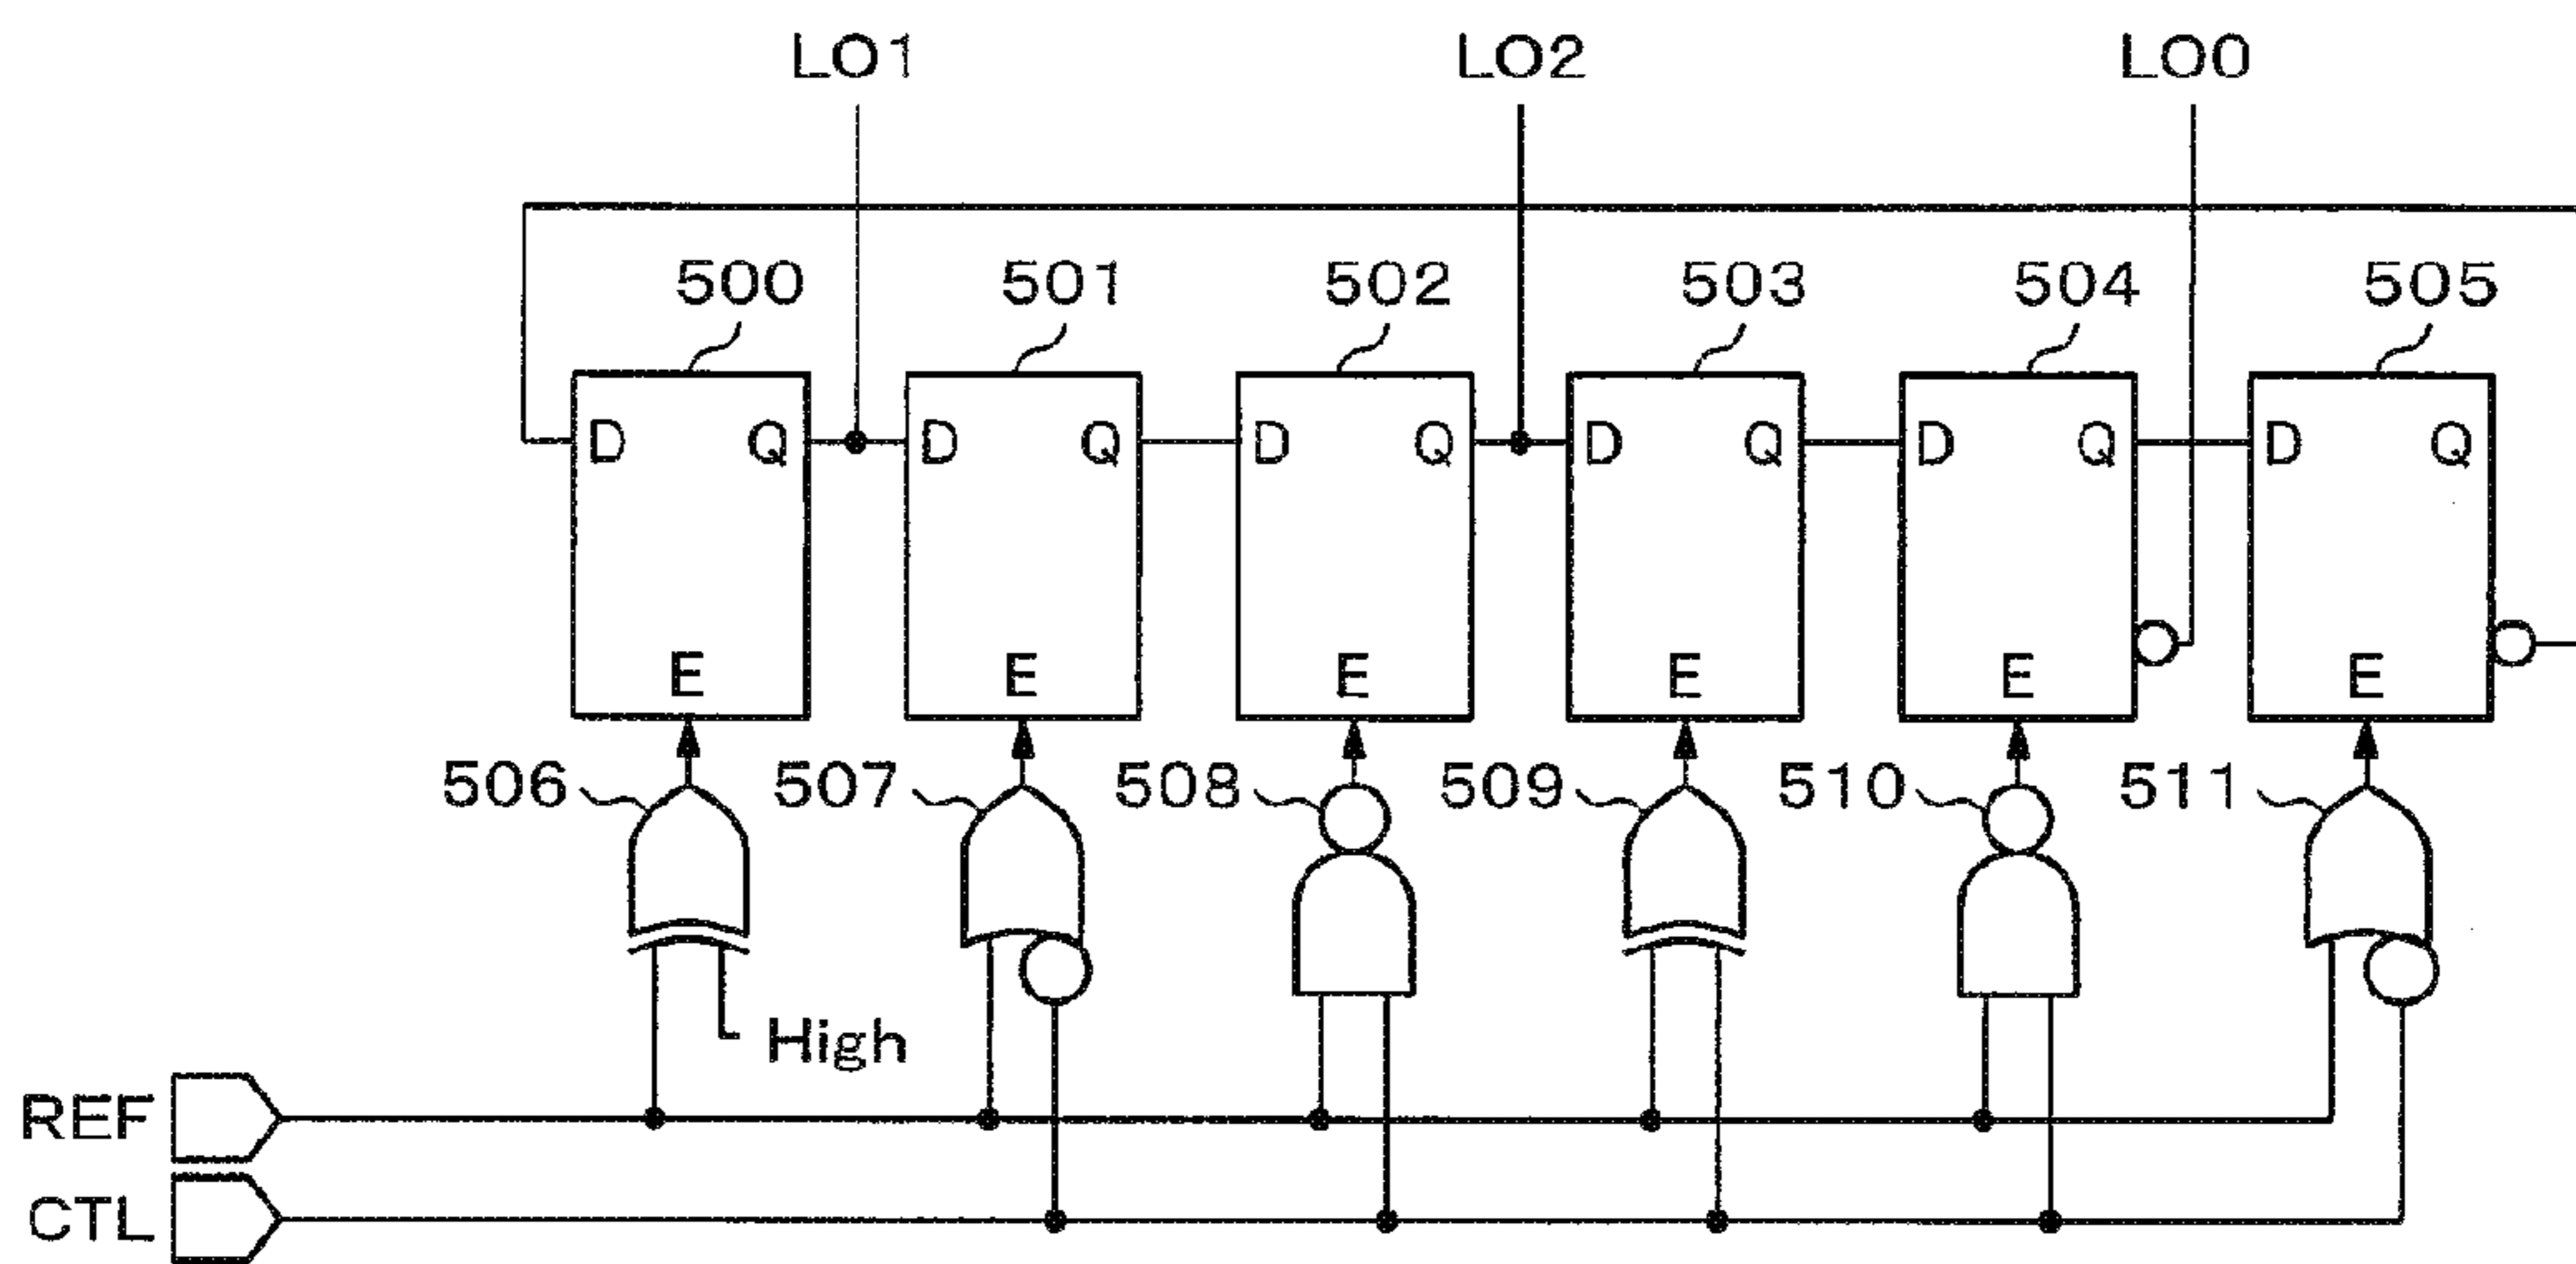 LO1 LO2 LO0
500 501 502 503 504 505
D Q D Q D Q D Q D Q D Q
E E E E E E
506 507 508 509 510 511
High
REF
CTL